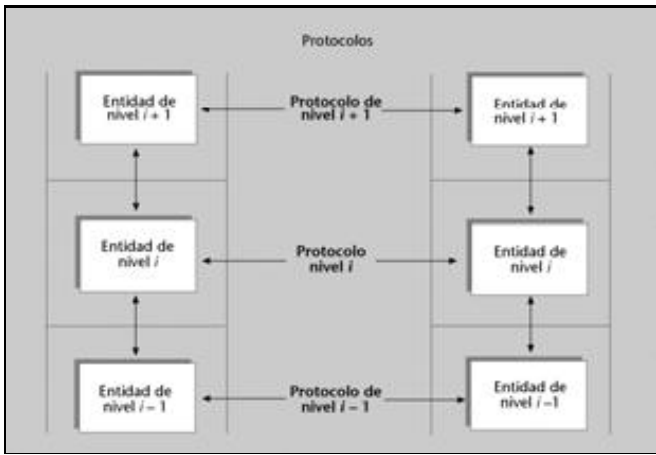 Protocolos
Entidad de
nivel i + 1
Protocolo de
nivel i + 1
Entidad de
nivel i + 1
Entidad de
nivel i
Protocolo
nivel i
Entidad de
nivel i
Entidad de
nivel i – 1
Protocolo de
nivel i – 1
Entidad de
nivel i –1